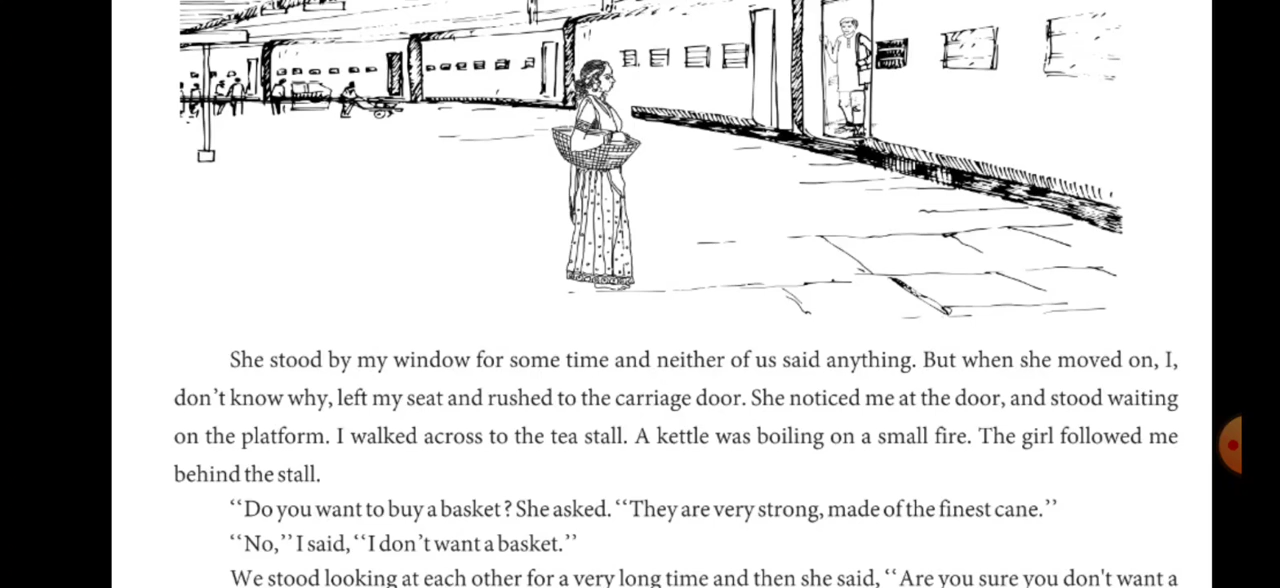 She stood by my window for some time and neither of us said anything. But when she moved on, I,
don't know why, left my seat and rushed to the carriage door. She noticed me at the door, and stood waiting
on the platform. I walked across to the tea stall. A kettle was boiling on a small fire. The girl followed me
behind the stall.
‘‘Do you want to buy a basket? She asked. ‘‘They are very strong, made of the finest cane.’’
‘‘No,’’ I said, ‘‘I don’t want a basket.’’
We stood looking at each other for a very long time and then she said, ‘‘Are you sure you don't want a